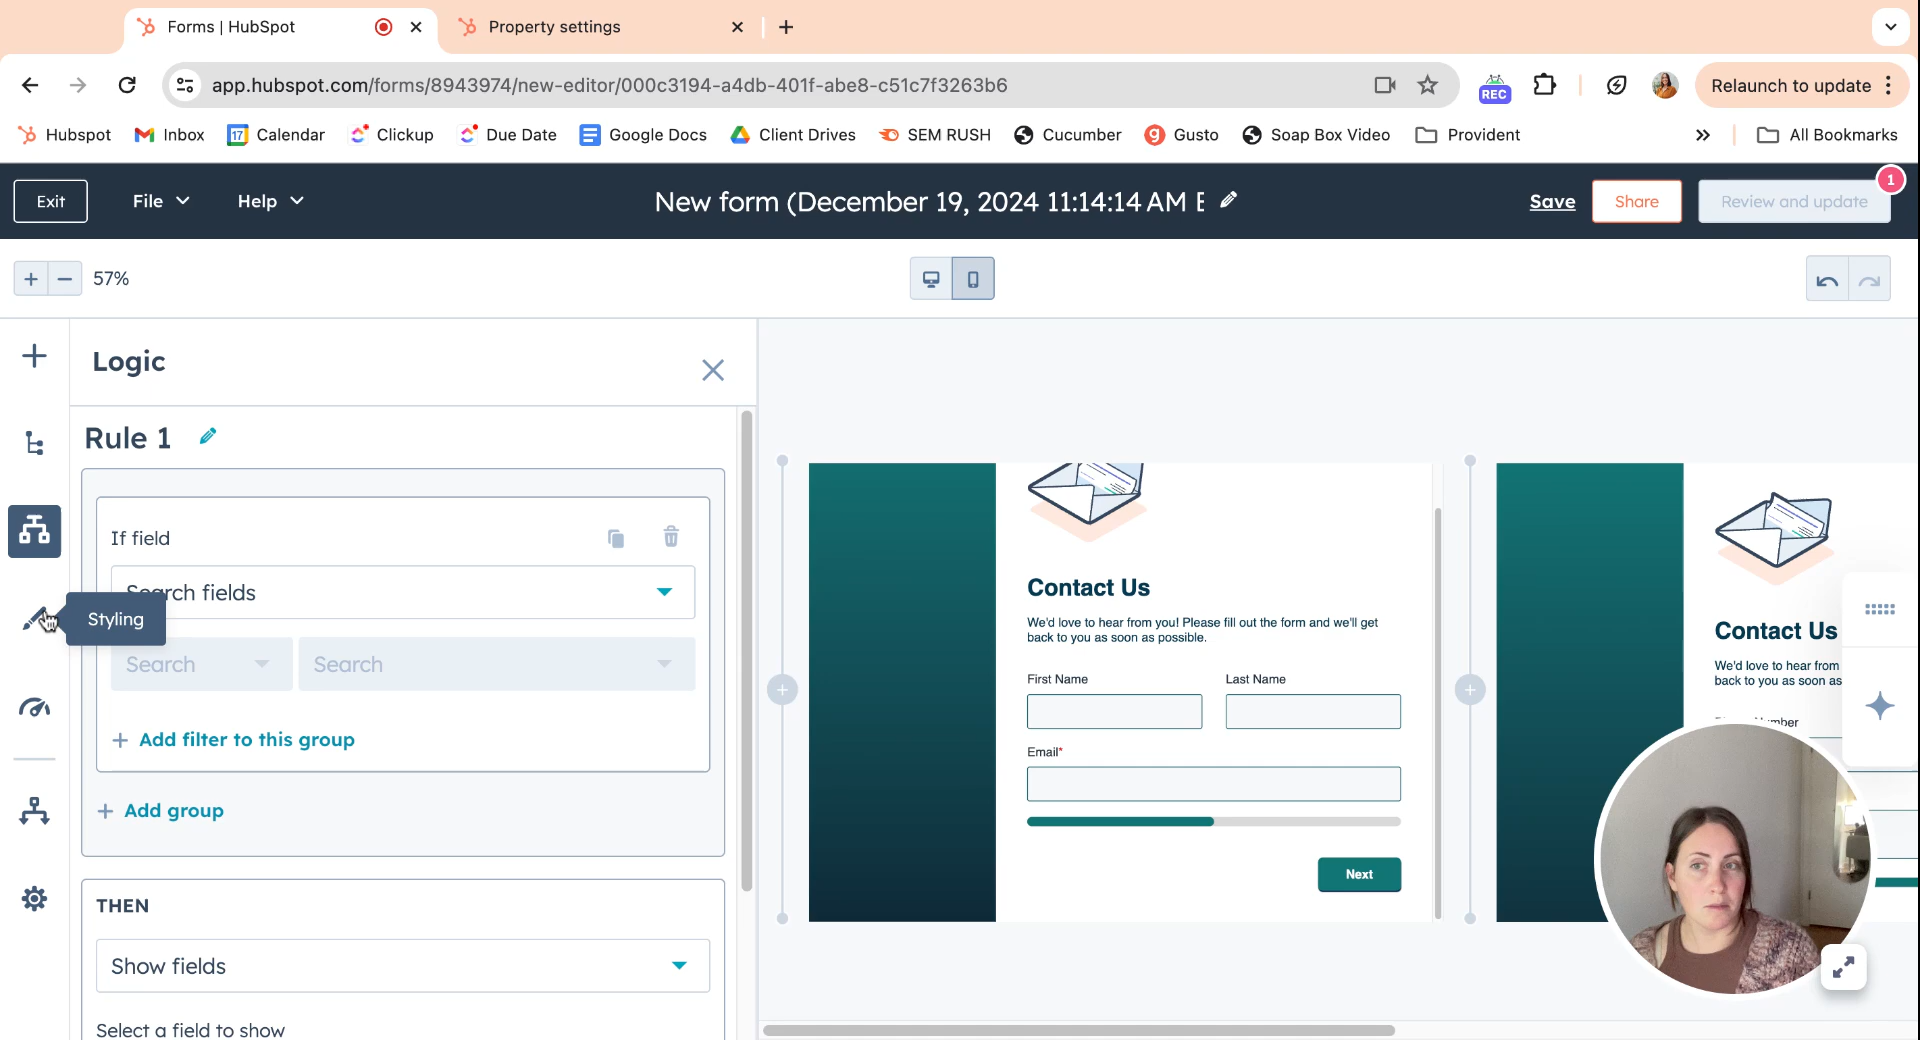 Forms | HubSpot
Property settings
app.hubspot.com/forms/8943974/new-editor/000c3194-a4db-401f-abe8-c51c7f3263b6
REC
Relaunch to update
Hubspot
Inbox
17
Calendar
Clickup
Due Date
Google Docs
Client Drives
SEM RUSH
Cucumber
g
Gusto
Soap Box Video
Provident
All Bookmarks
Exit
File
Help
New form (December 19, 2024 11:14:14 AM E
Save
Share
Review and update
1
57%
Logic
Rule 1
If field
Search fields
Styling
Search
Search
+ Add filter to this group
+ Add group
THEN
Show fields
Select a field to show
Contact Us
We'd love to hear from you! Please fill out the form and we'll get
back to you as soon as possible.
First Name
Last Name
Email*
Next
Contact Us
We'd love to hear from
back to you as soon as